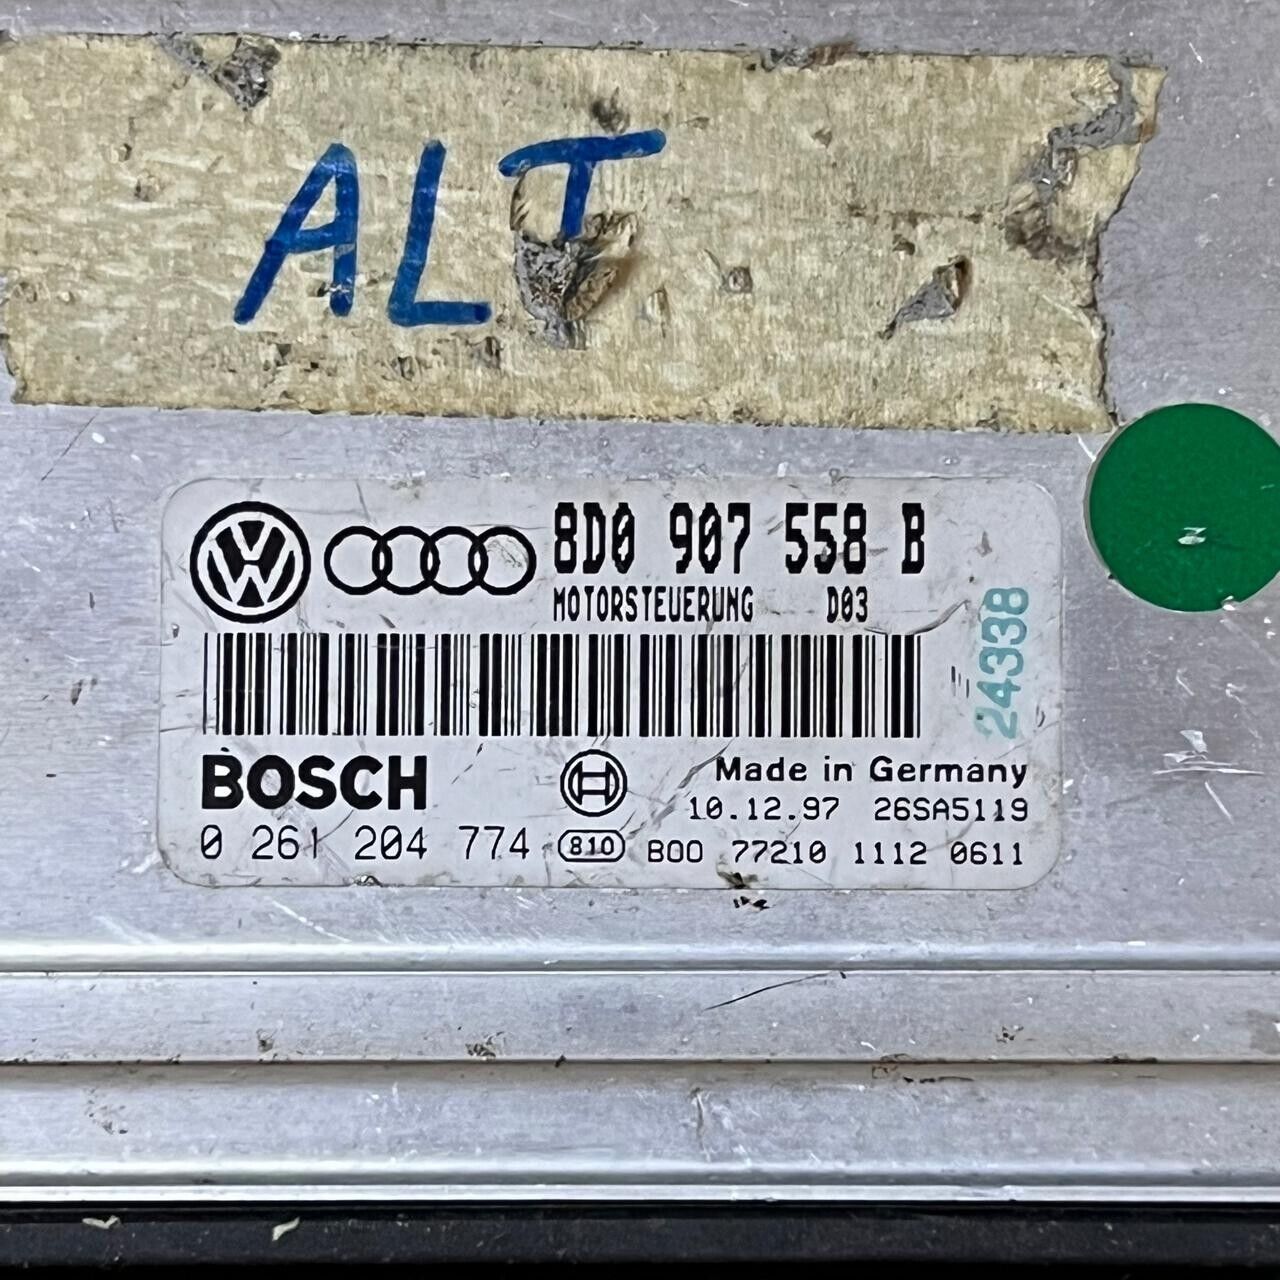 ALT
8D0 907 558 B
MOTORSTEUERUNG D03
24338
BOSCH
Made in Germany
10.12.97 26SA5119
0 261 204 774 810 B00 77210 1112 0611